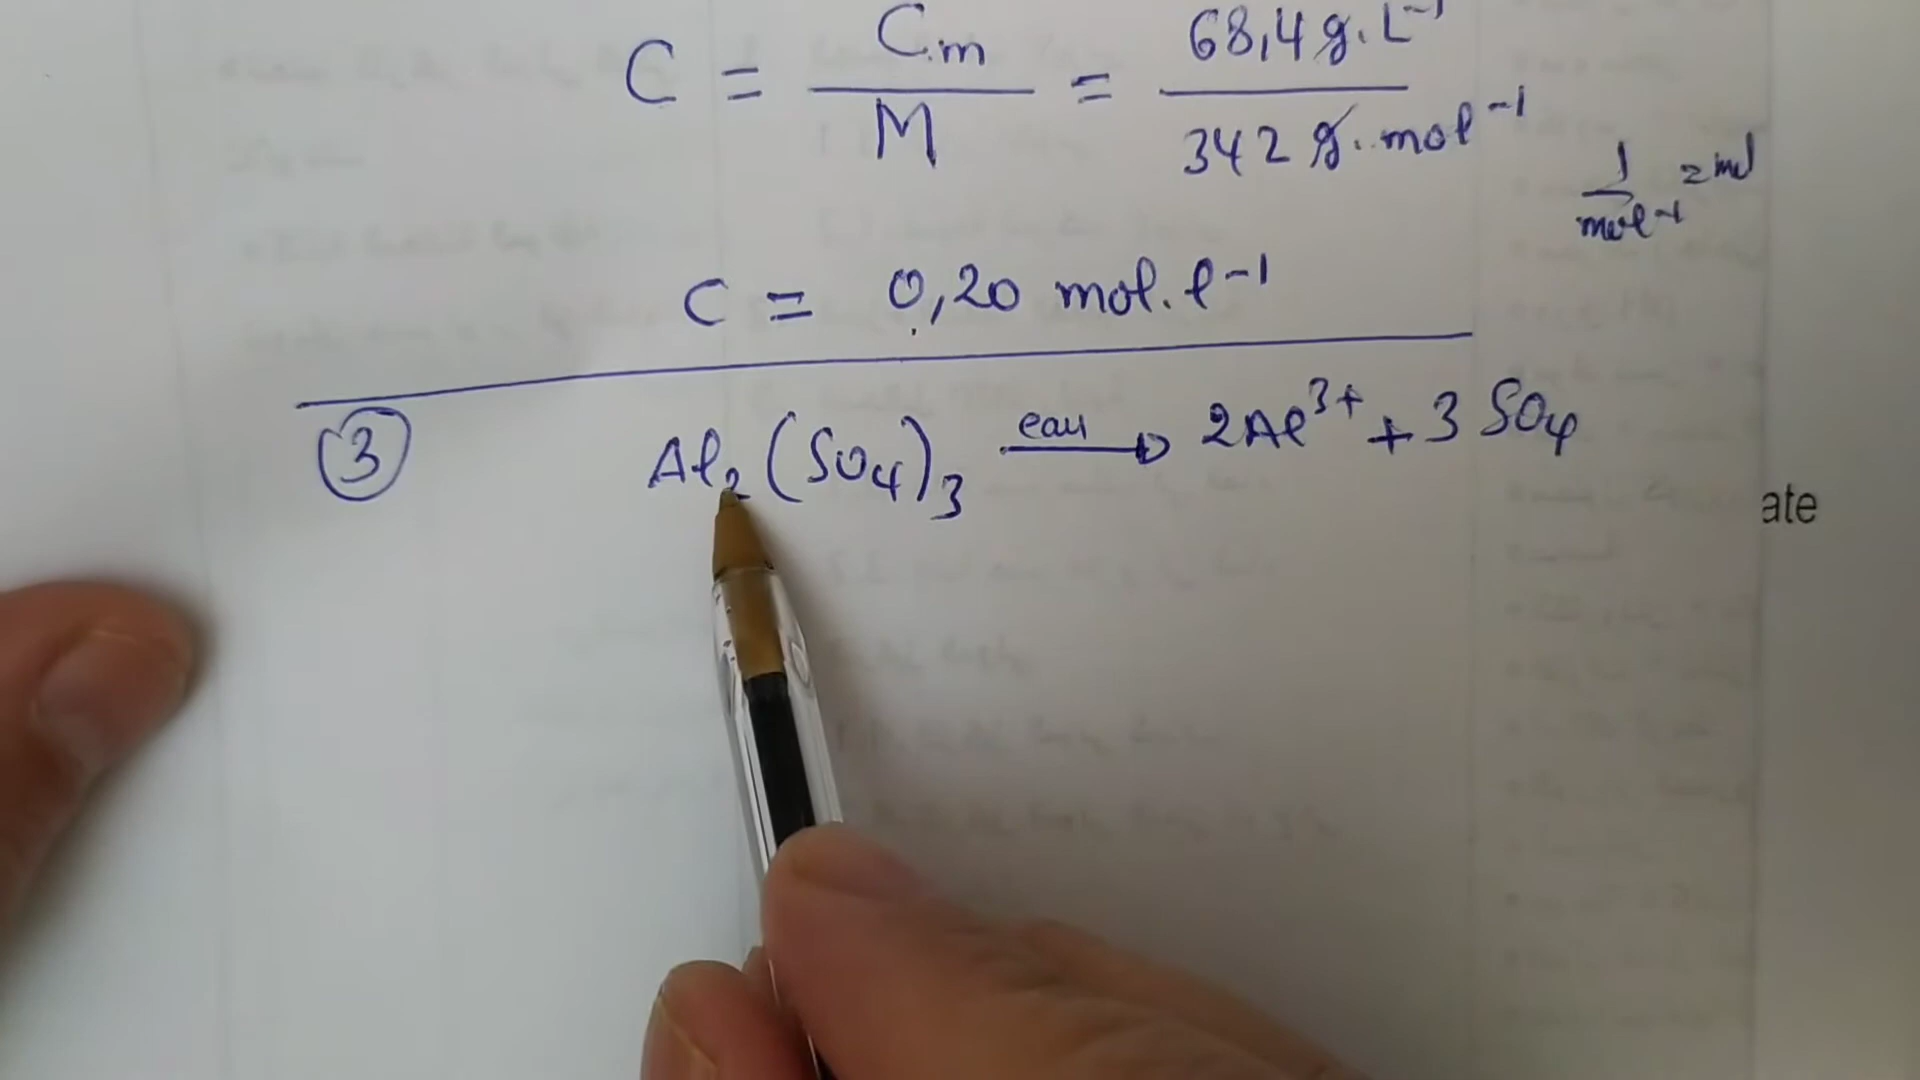 C = Cm / M = 68,4 g. L⁻¹ / 342 g. mol⁻¹
1 / mol⁻¹ = mol
C = 0,20 mol. l⁻¹
③ Al₂(SO₄)₃ eau → 2Al³⁺ + 3 SO₄
ate